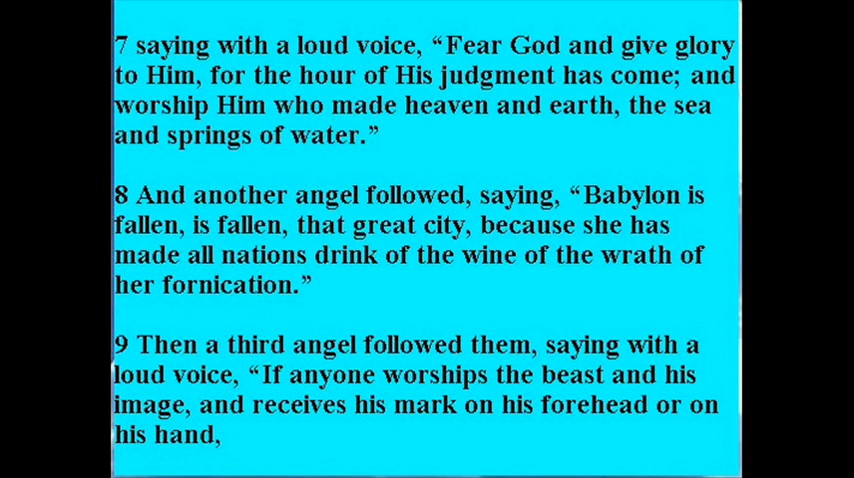 7 saying with a loud voice, “Fear God and give glory
to Him, for the hour of His judgment has come; and
worship Him who made heaven and earth, the sea
and springs of water.”
8 And another angel followed, saying, “Babylon is
fallen, is fallen, that great city, because she has
made all nations drink of the wine of the wrath of
her fornication.”
9 Then a third angel followed them, saying with a
loud voice, “If anyone worships the beast and his
image, and receives his mark on his forehead or on
his hand,